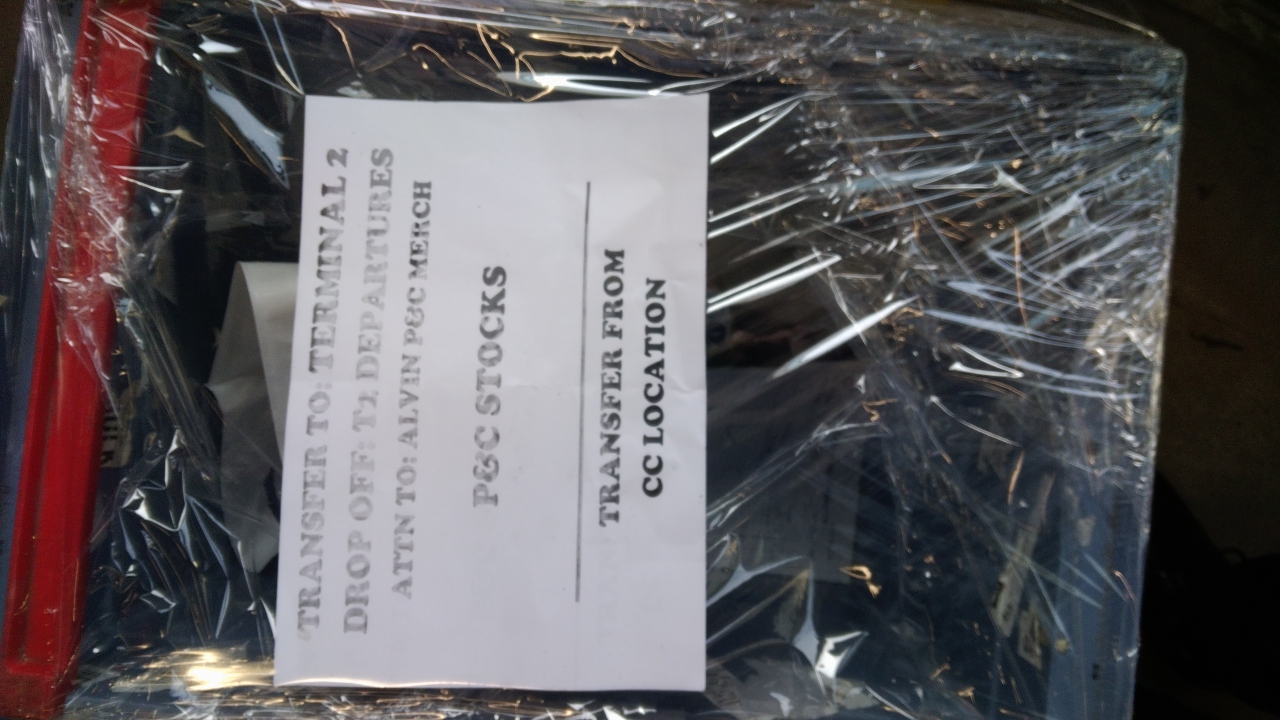 TRANSFER TO: TERMINAL 2
DROP OFF: T2 DEPARTURES
ATTN TO: ALVIN P&C MERCH
P&C STOCKS
TRANSFER FROM
CC LOCATION